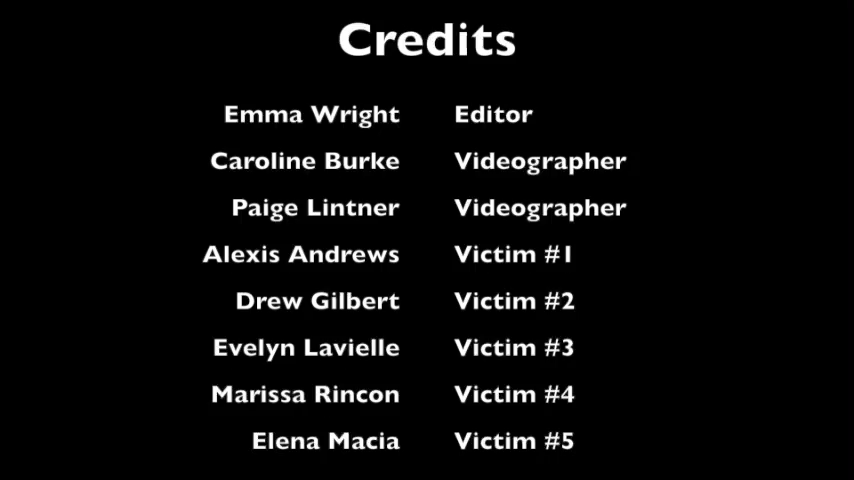 Credits
Emma Wright Editor
Caroline Burke Videographer
Paige Lintner Videographer
Alexis Andrews Victim #1
Drew Gilbert Victim #2
Evelyn Lavielle Victim #3
Marissa Rincon Victim #4
Elena Macia Victim #5